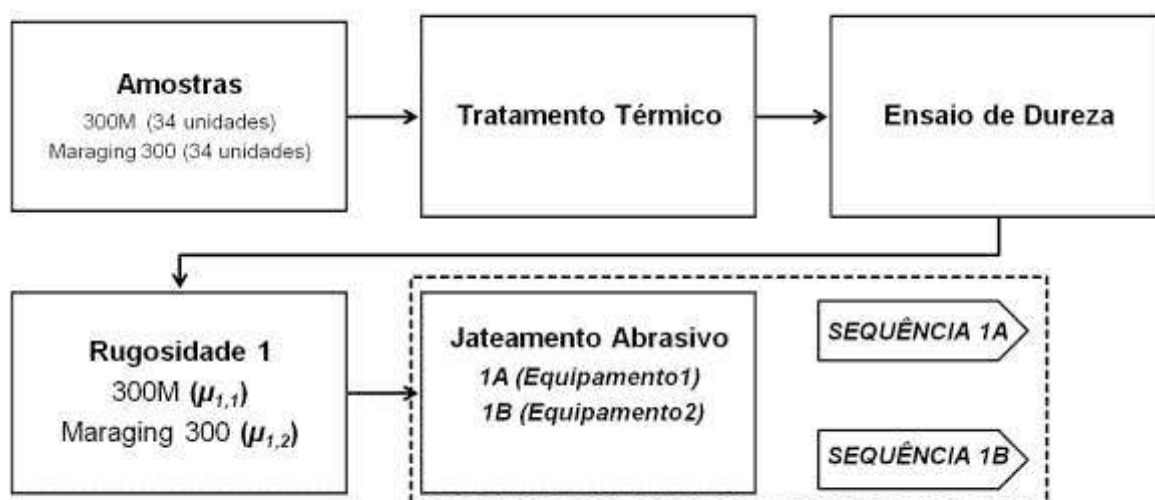 Amostras
300M (34 unidades)
Maraging 300 (34 unidades)
Tratamento Térmico
Ensaio de Dureza
Rugosidade 1
300M (μ1,1)
Maraging 300 (μ1,2)
Jateamento Abrasivo
1A (Equipamento1)
1B (Equipamento2)
SEQUÊNCIA 1A
SEQUÊNCIA 1B